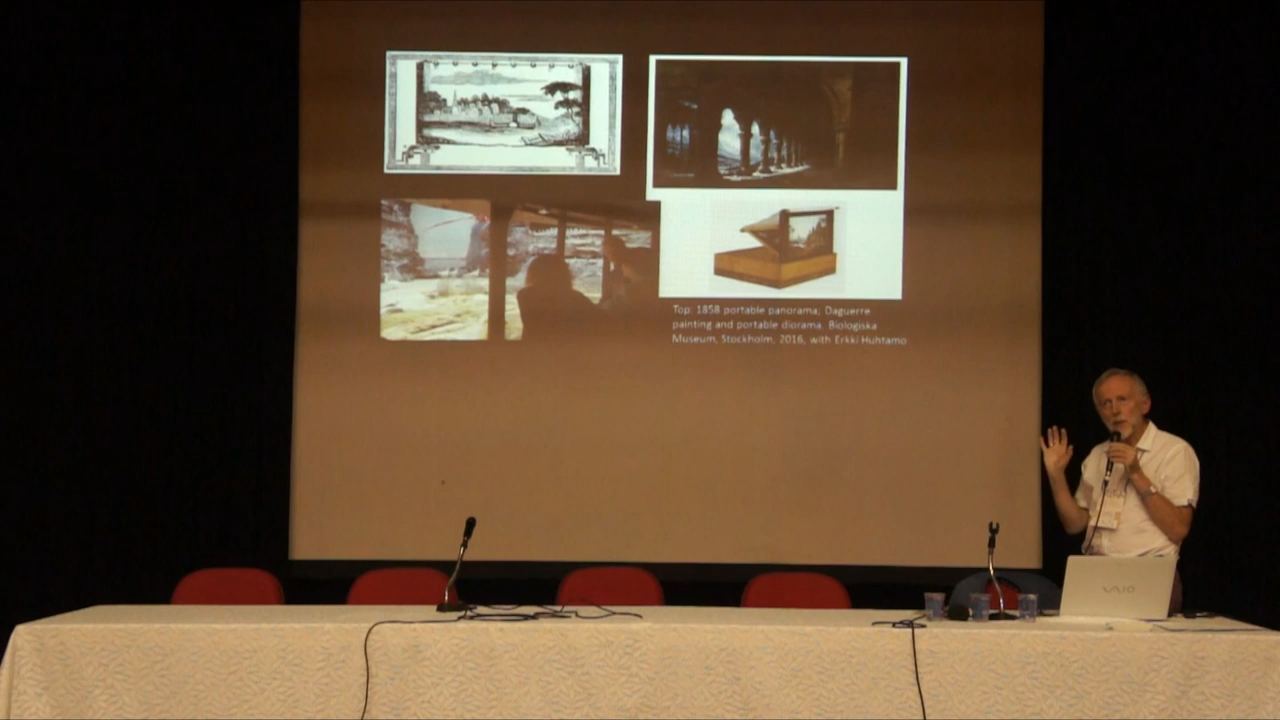 Top: 1858 portable panorama; Daguerre
painting and portable diorama. Biologiska
Museum, Stockholm, 2016, with Erkki Huhtamo
VAIO